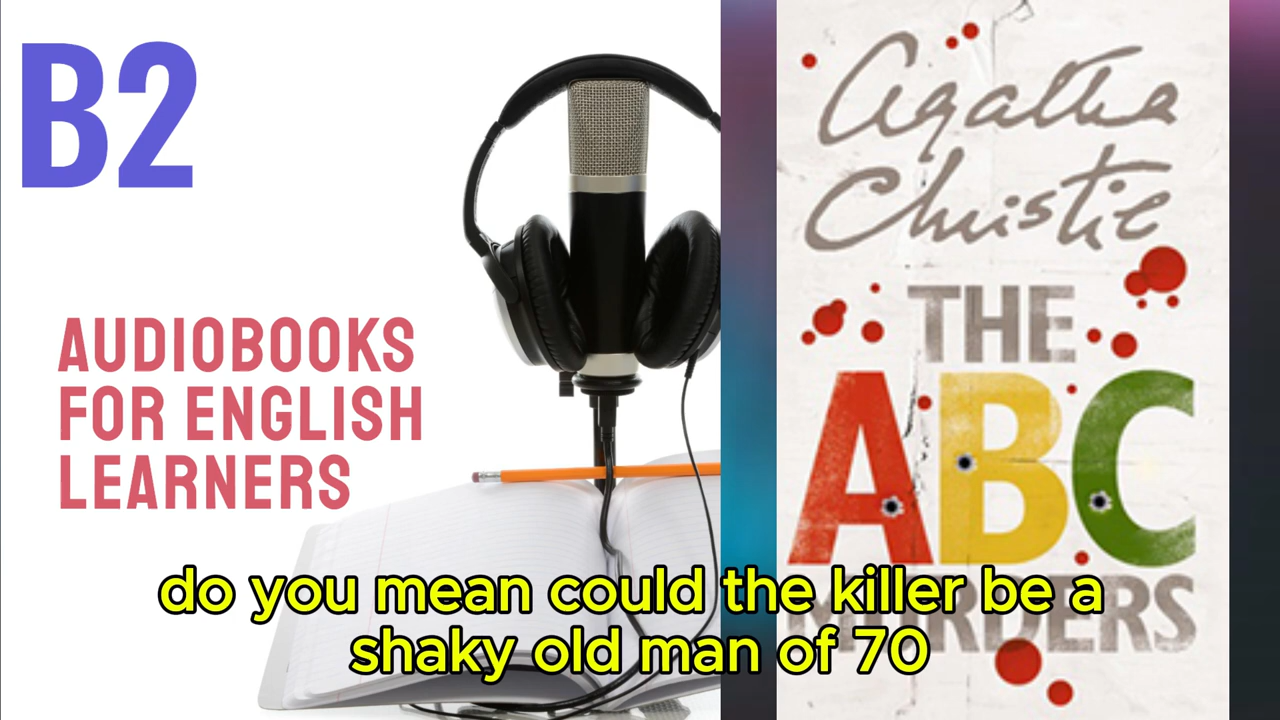 B2
AUDIOBOOKS
FOR ENGLISH
LEARNERS
Agatha
Christie
THE
ABC
MURDERS
do you mean could the killer be a
shaky old man of 70